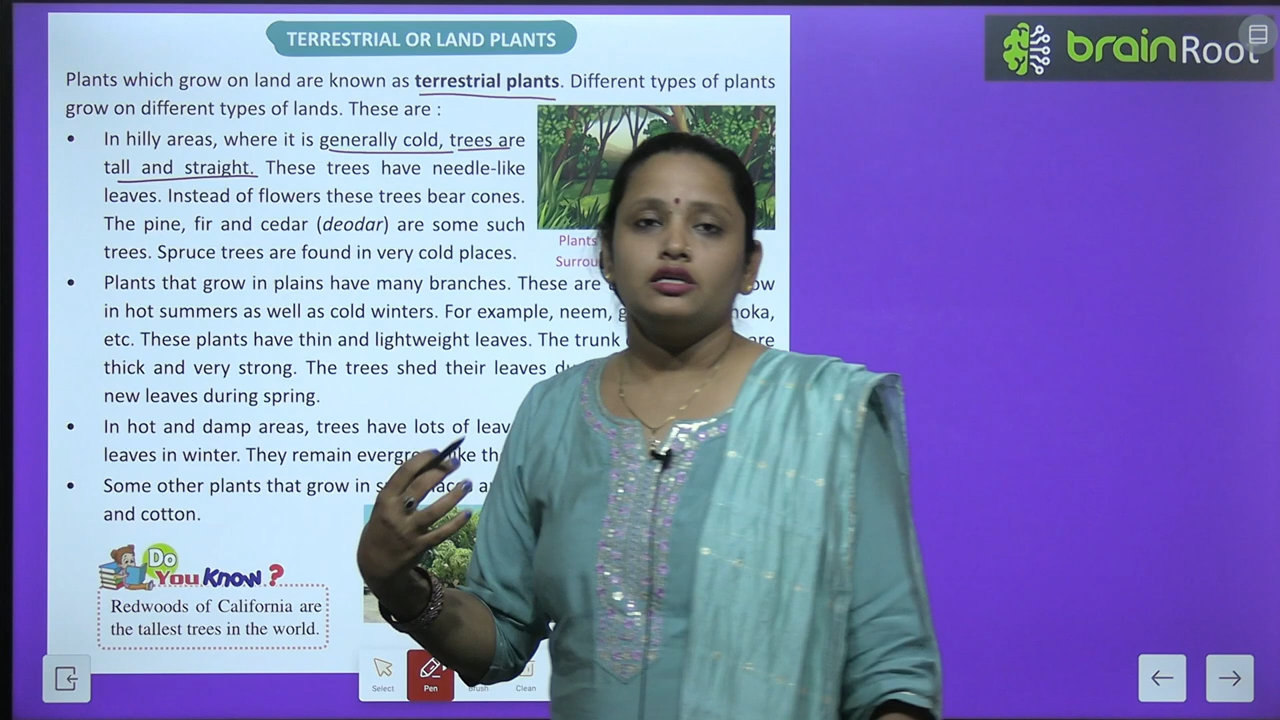 TERRESTRIAL OR LAND PLANTS
brainRoot
Plants which grow on land are known as terrestrial plants. Different types of plants
grow on different types of lands. These are :
• In hilly areas, where it is generally cold, trees are
tall and straight. These trees have needle-like
leaves. Instead of flowers these trees bear cones.
The pine, fir and cedar (deodar) are some such
trees. Spruce trees are found in very cold places.
Plants
• Plants that grow in plains have many branches. These are
in hot summers as well as cold winters. For example, neem,
etc. These plants have thin and lightweight leaves. The trunk are
thick and very strong. The trees shed their leaves
new leaves during spring.
• In hot and damp areas, trees have lots of
leaves in winter. They remain
• Some other plants that grow in
and cotton.
Do
You Know ?
Redwoods of California are
the tallest trees in the world.
Select Pen Brush Clean